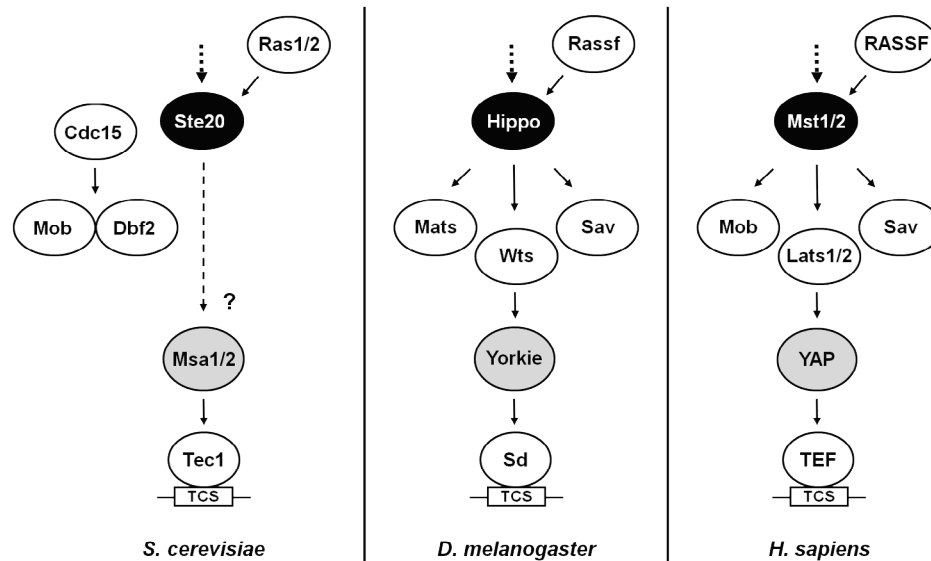 Ras1/2
Ste20
Cdc15
Mob
Dbf2
?
Msa1/2
Tec1
TCS
S. cerevisiae
Rassf
Hippo
Mats
Sav
Wts
Yorkie
Sd
TCS
D. melanogaster
RASSF
Mst1/2
Mob
Sav
Lats1/2
YAP
TEF
TCS
H. sapiens